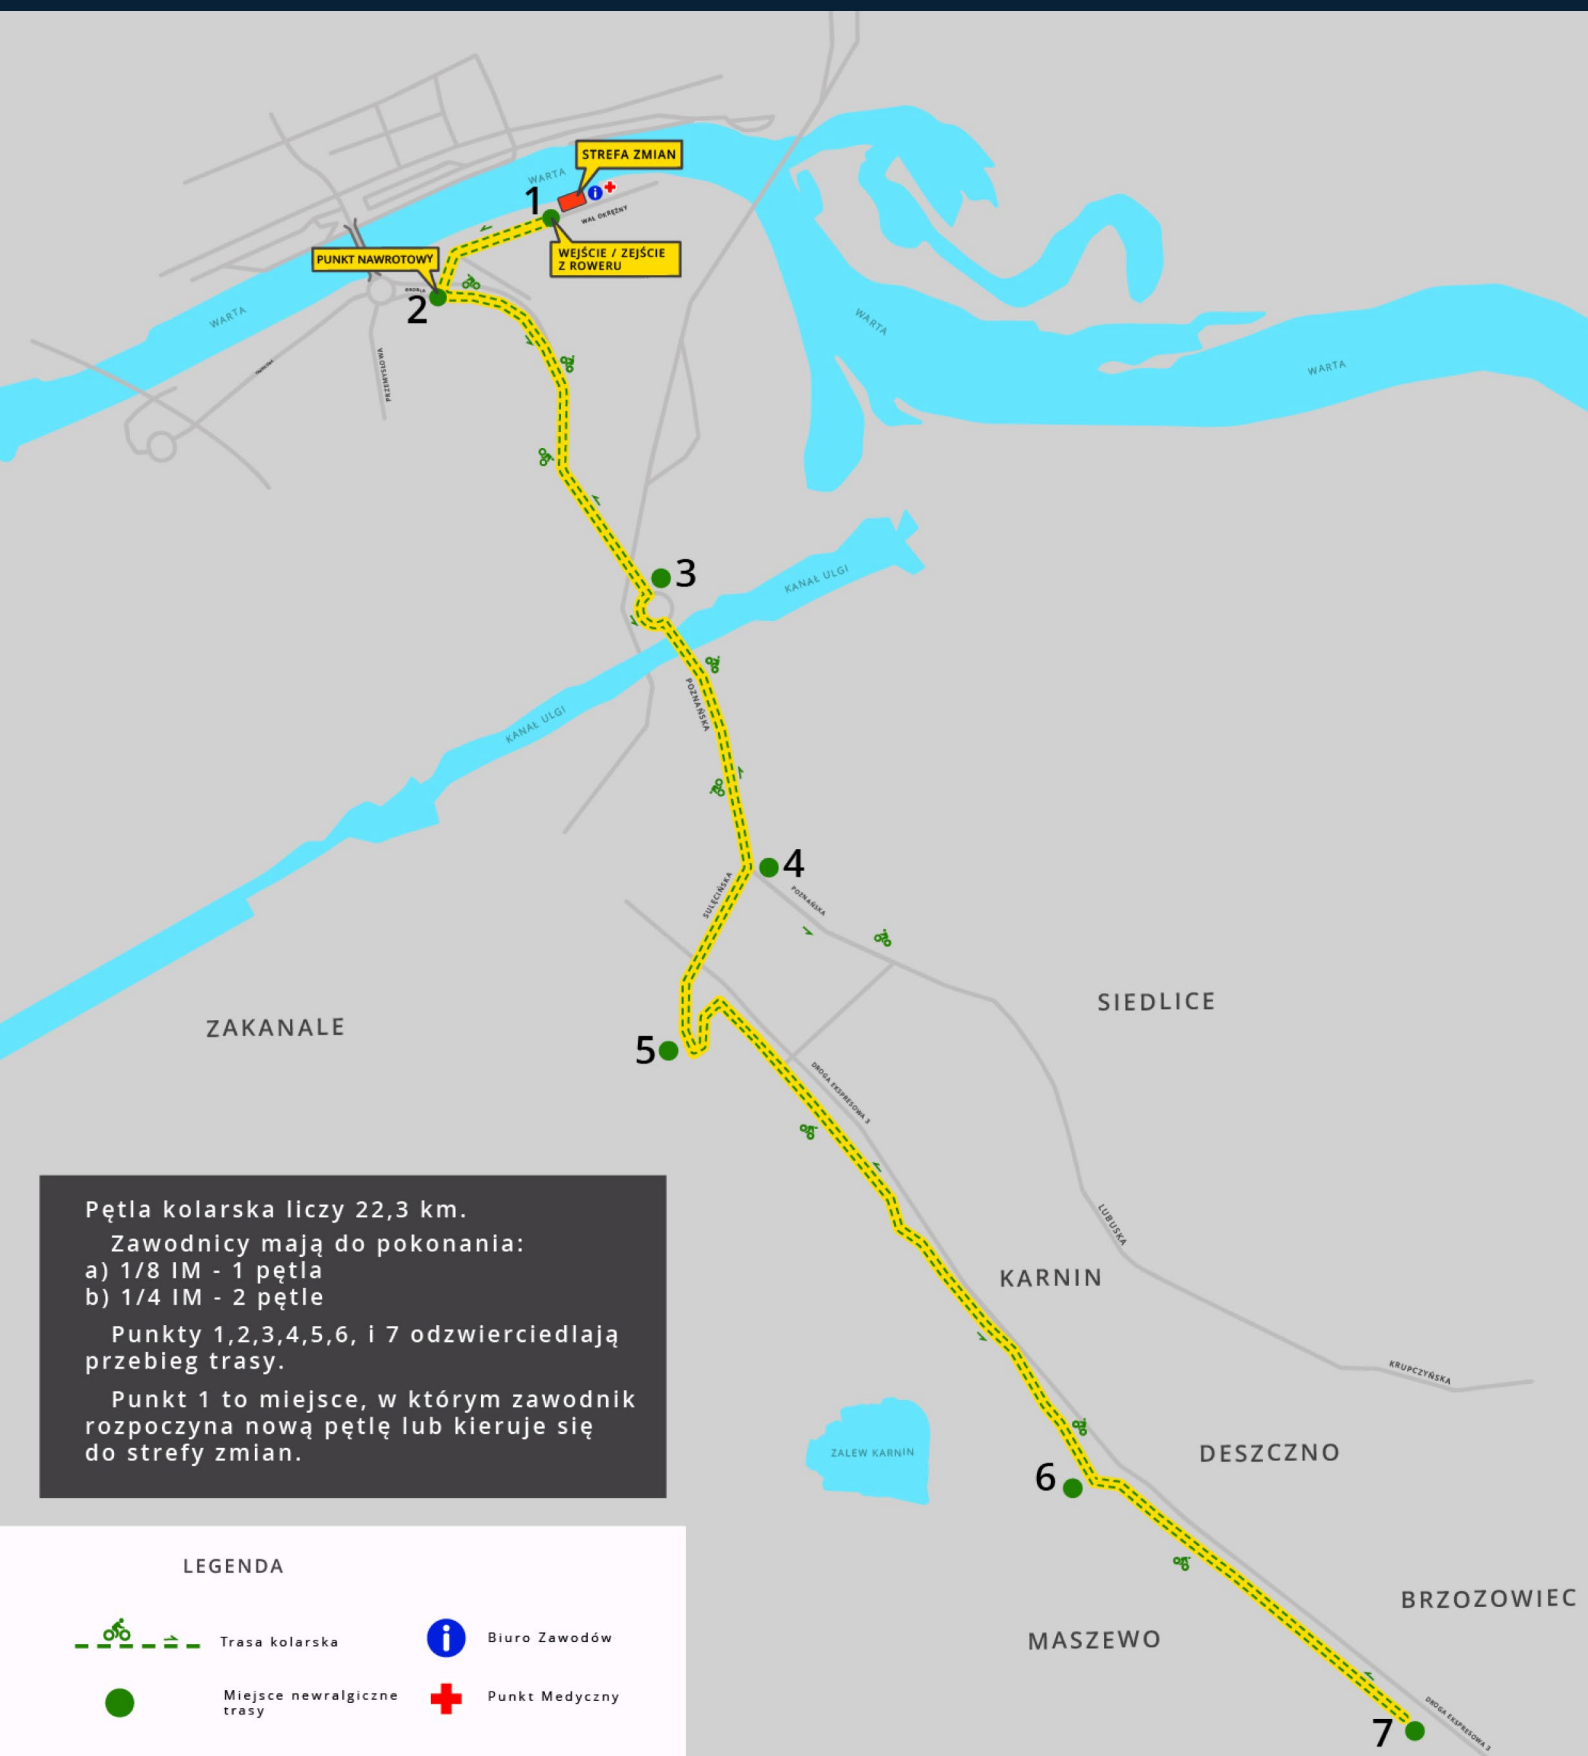 STREFA ZMIAN
WARTA
1
WAŁ OKRĘŻNY
WEJŚCIE / ZEJŚCIE
Z ROWERU
PUNKT NAWROTOWY
2
WARTA
WARTA
WARTA
PRZEMYSŁOWA
3
KANAŁ ULGI
POZNAŃSKA
KANAŁ ULGI
4
SULĘCIŃSKA
POZNAŃSKA
SIEDLICE
ZAKANALE
5
DROGA EKSPRESOWA 3
LUBUSKA
KARNIN
KRUPCZYŃSKA
ZALEW KARNIN
DESZCZNO
6
BRZOZOWIEC
MASZEWO
DROGA EKSPRESOWA 3
7
Pętla kolarska liczy 22,3 km.
Zawodnicy mają do pokonania:
a) 1/8 IM - 1 pętla
b) 1/4 IM - 2 pętle
Punkty 1,2,3,4,5,6, i 7 odzwierciedlają
przebieg trasy.
Punkt 1 to miejsce, w którym zawodnik
rozpoczyna nową pętlę lub kieruje się
do strefy zmian.
LEGENDA
Trasa kolarska
Biuro Zawodów
Miejsce newralgiczne
trasy
Punkt Medyczny